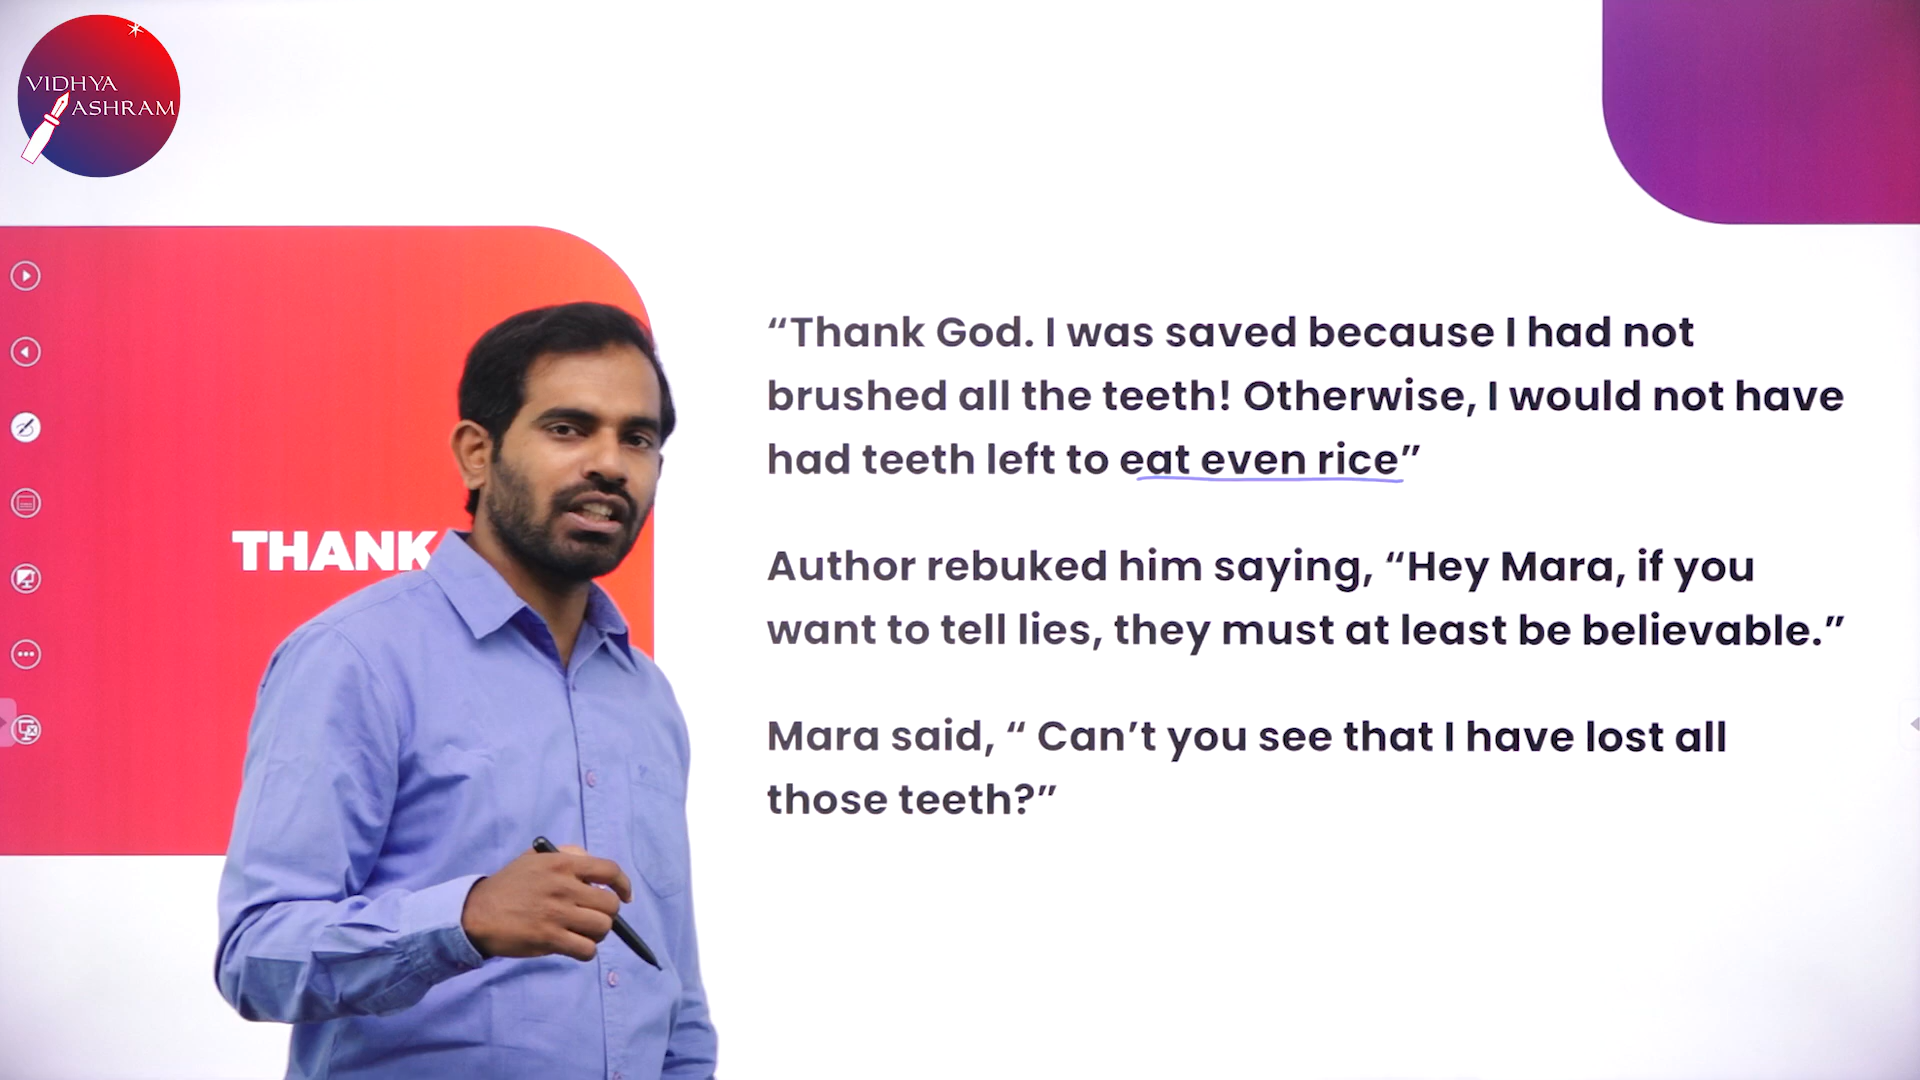 VIDHYA
ASHRAM
THANK
“Thank God. I was saved because I had not
brushed all the teeth! Otherwise, I would not have
had teeth left to eat even rice”
Author rebuked him saying, “Hey Mara, if you
want to tell lies, they must at least be believable.”
Mara said, “ Can’t you see that I have lost all
those teeth?”